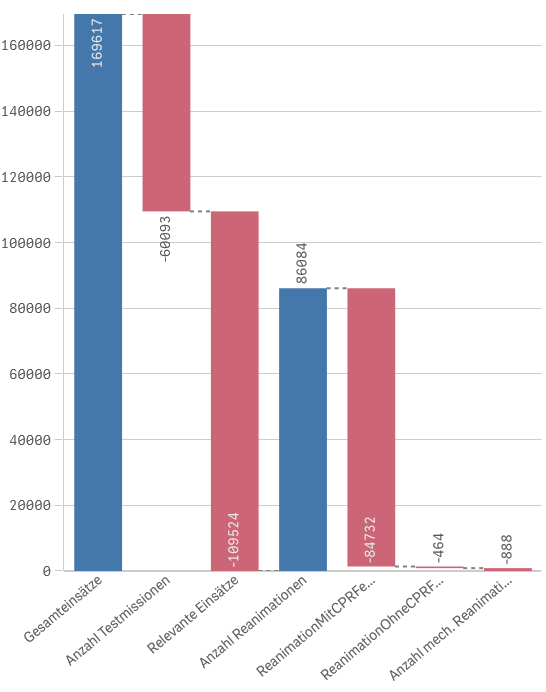 160000
140000
120000
100000
80000
60000
40000
20000
0
169617
-60093
-109524
86084
-84732
-464
-888
Gesamteinsätze
Anzahl Testmissionen
Relevante Einsätze
Anzahl Reanimationen
ReanimationMitCPRFe...
ReanimationOhneCPRF...
Anzahl mech. Reanimati...